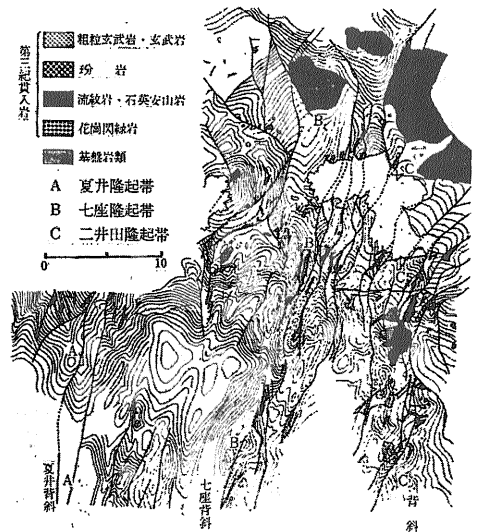 第三紀貫入岩
粗粒玄武岩・玄武岩
玢岩
流紋岩・石英安山岩
花崗閃緑岩
基盤岩類
A 夏井隆起帯
B 七座隆起帯
C 二井田隆起帯
0 10
B
C
B
C
B
A
C
夏井背斜
七座背斜
背斜